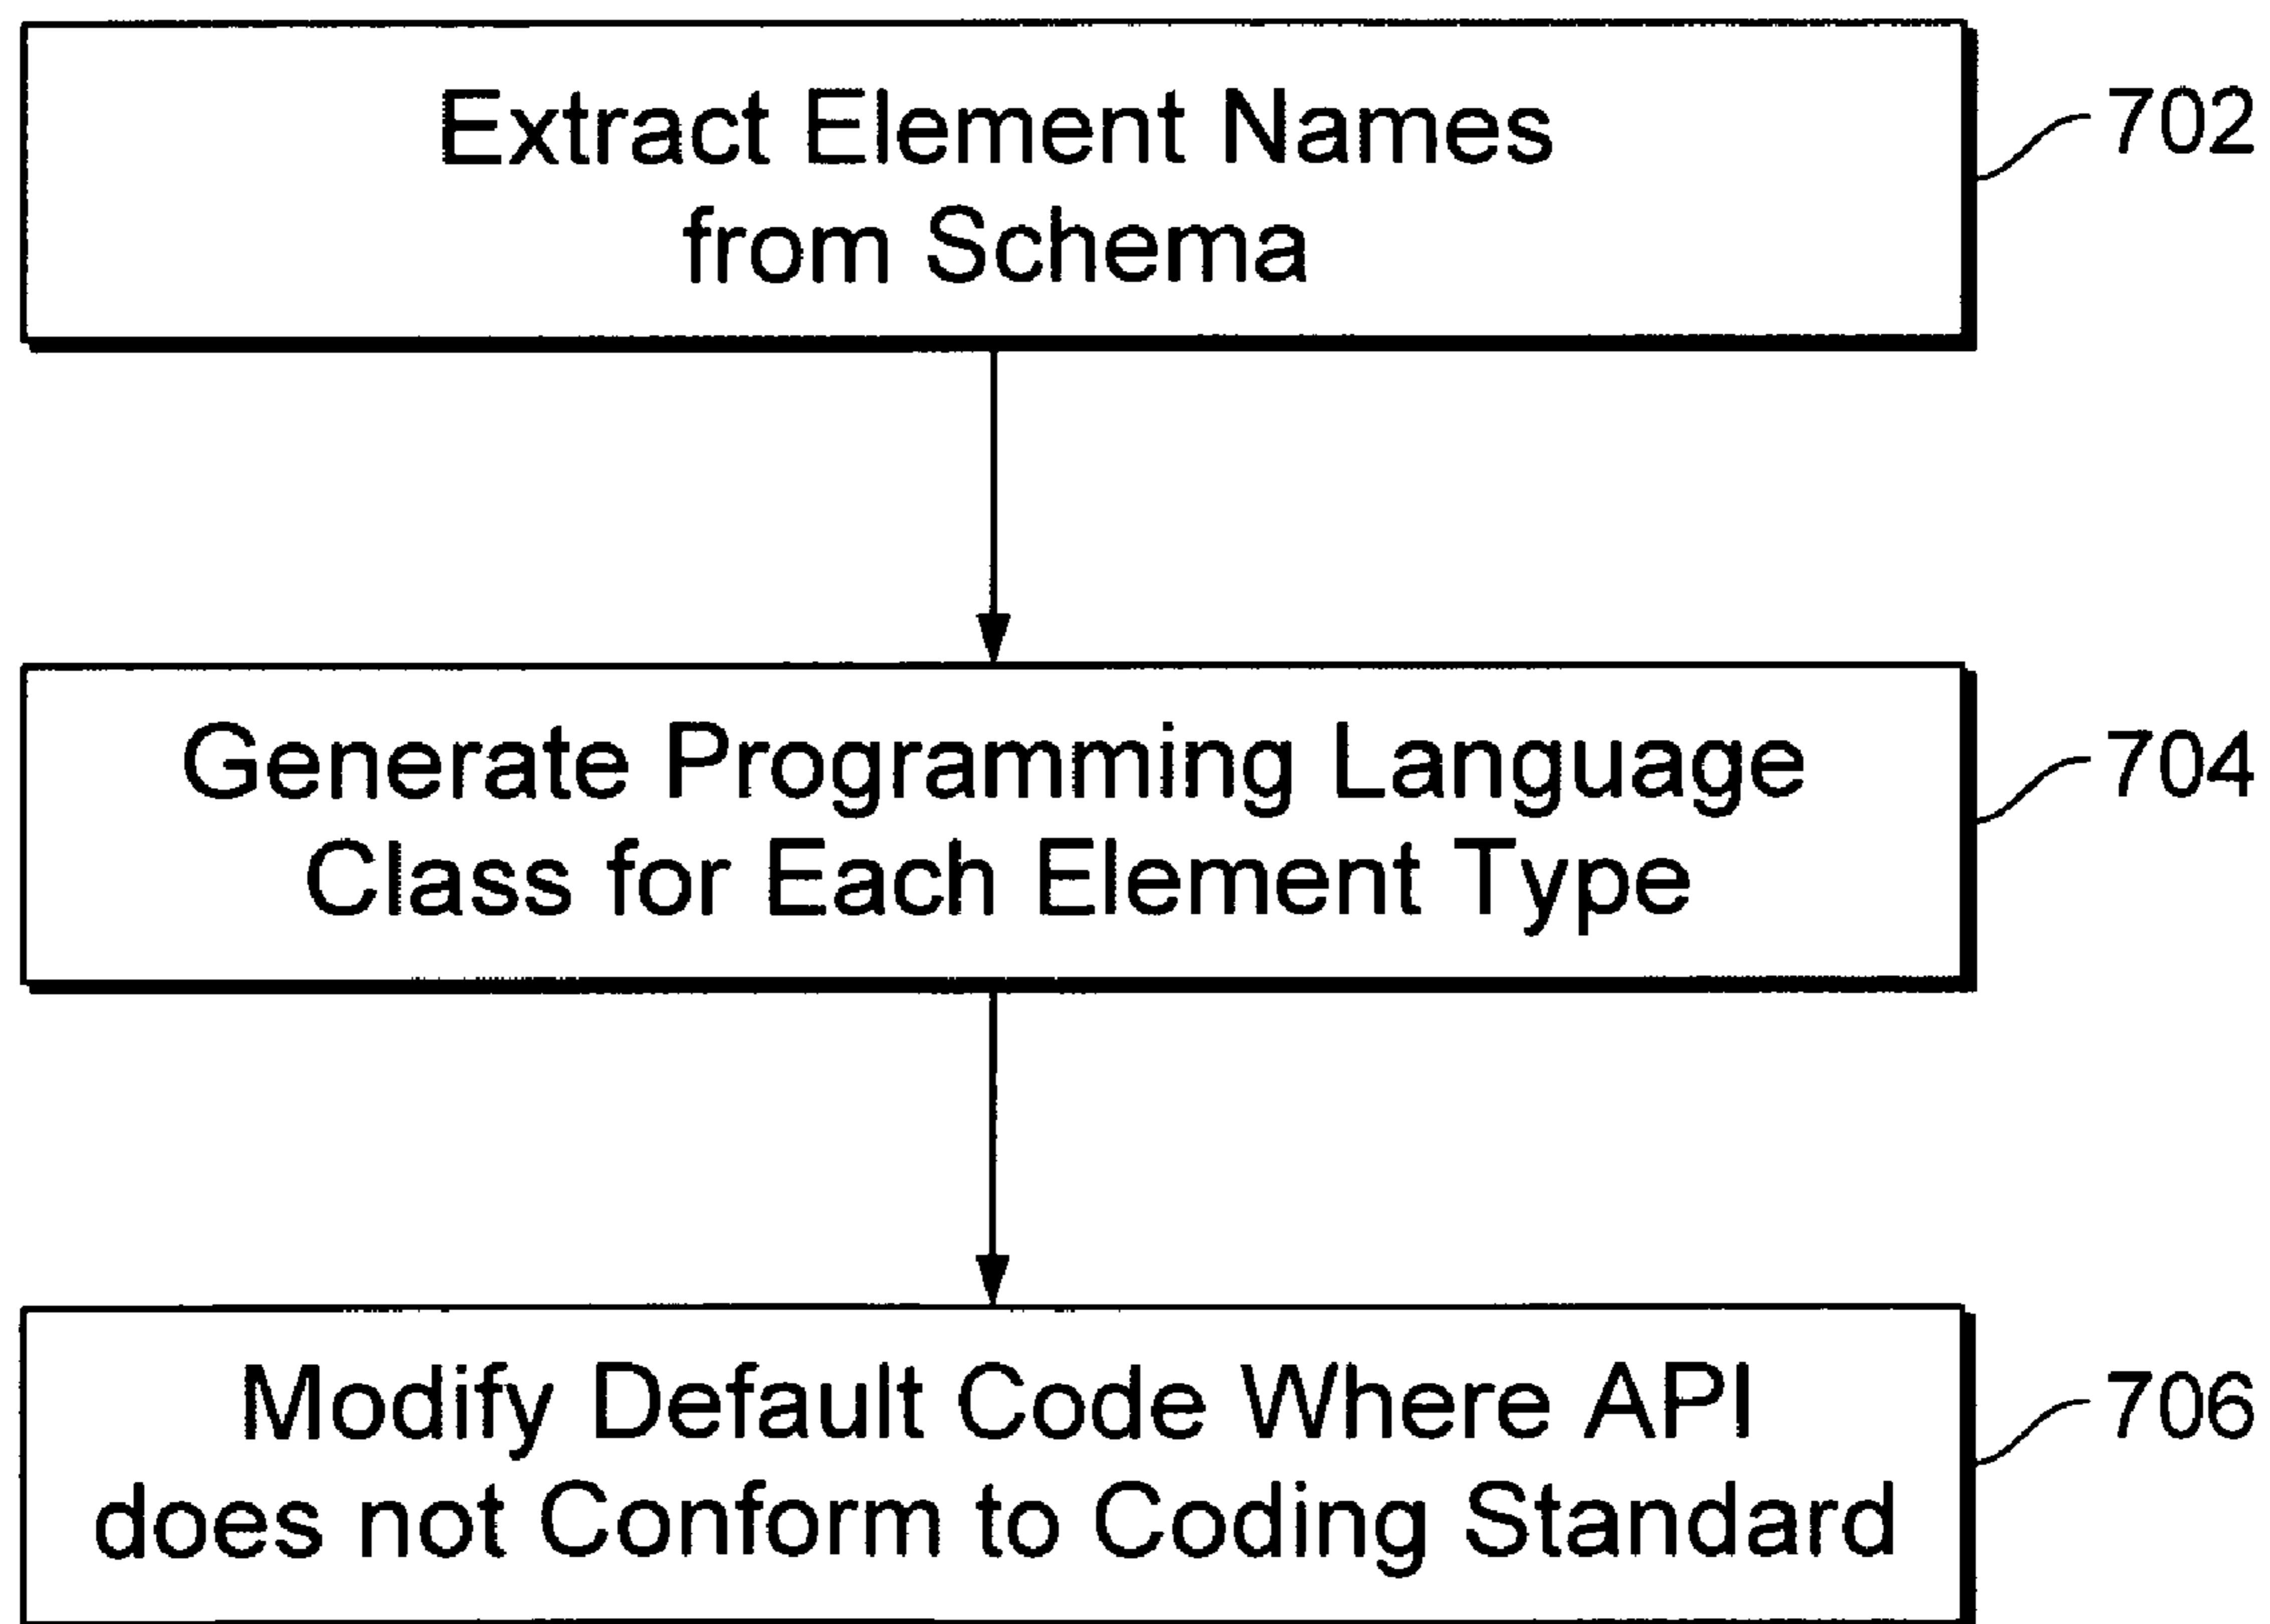 Extract Element Names
from Schema
702
Generate Programming Language
Class for Each Element Type
704
Modify Default Code Where API
does not Conform to Coding Standard
706